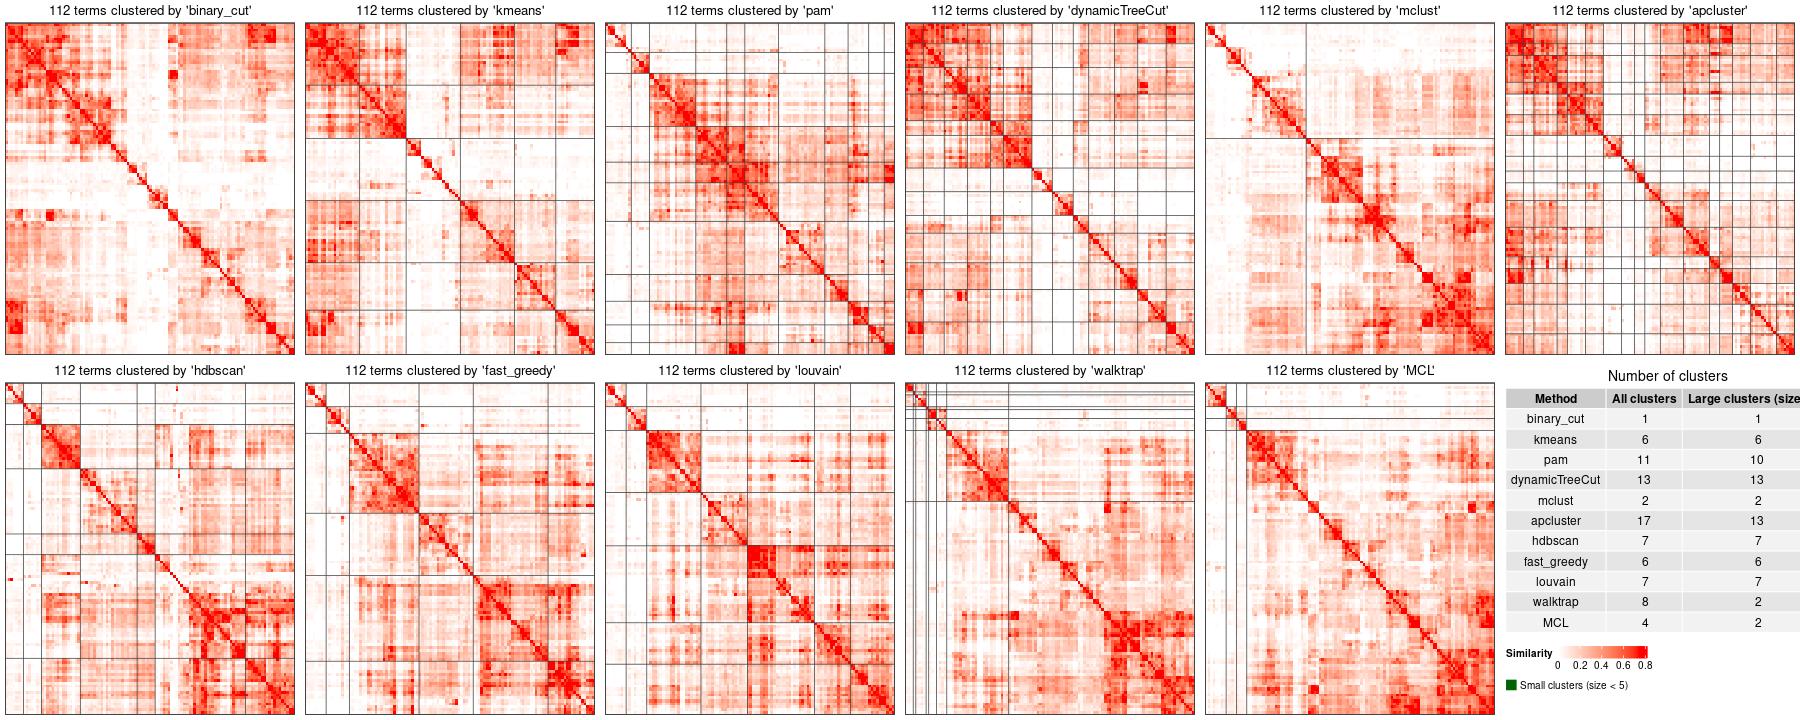 112 terms clustered by 'binary_cut'
112 terms clustered by 'kmeans'
112 terms clustered by 'pam'
112 terms clustered by 'dynamicTreeCut'
112 terms clustered by 'mclust'
112 terms clustered by 'apcluster'
112 terms clustered by 'hdbscan'
112 terms clustered by 'fast_greedy'
112 terms clustered by 'louvain'
112 terms clustered by 'walktrap'
112 terms clustered by 'MCL'
Number of clusters
Method All clusters Large clusters (size
binary_cut 1 1
kmeans 6 6
pam 11 10
dynamicTreeCut 13 13
mclust 2 2
apcluster 17 13
hdbscan 7 7
fast_greedy 6 6
louvain 7 7
walktrap 8 2
MCL 4 2
Similarity
0 0.2 0.4 0.6 0.8
Small clusters (size < 5)